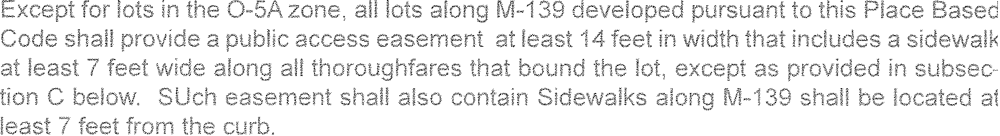 Except for lots in the O-5A zone, all lots along M-139 developed pursuant to this Place Based
Code shall provide a public access easement  at least 14 feet in width that includes a sidewalk
at least 7 feet wide along all thoroughfares that bound the lot, except as provided in subsec-
tion C below.  SUch easement shall also contain Sidewalks along M-139 shall be located at
least 7 feet from the curb.